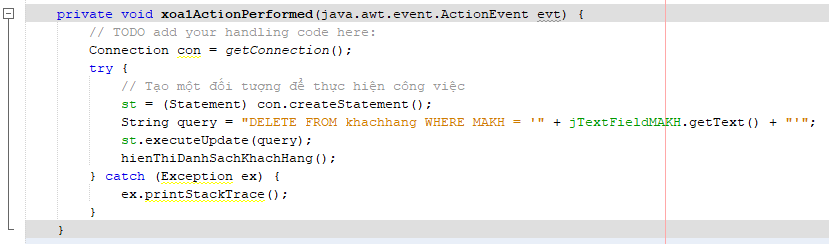 private void xoa1ActionPerformed(java.awt.event.ActionEvent evt) {
// TODO add your handling code here:
Connection con = getConnection();
try {
// Tạo một đối tượng để thực hiện công việc
st = (Statement) con.createStatement();
String query = "DELETE FROM khachhang WHERE MAKH = '" + jTextFieldMAKH.getText() + "'";
st.executeUpdate(query);
hienThiDanhSachKhachHang();
} catch (Exception ex) {
ex.printStackTrace();
}
}